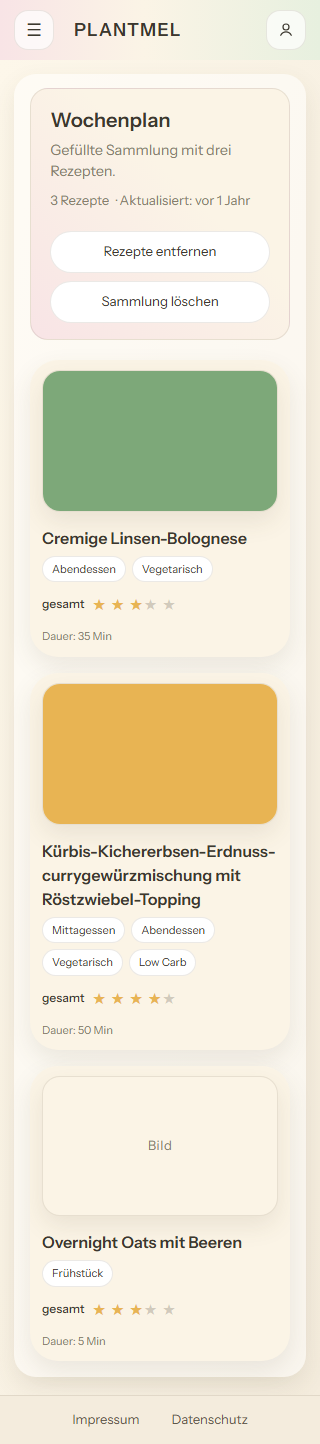 ☰ PLANTMEL
Wochenplan
Gefüllte Sammlung mit drei
Rezepten.
3 Rezepte · Aktualisiert: vor 1 Jahr
Rezepte entfernen
Sammlung löschen
Cremige Linsen-Bolognese
Abendessen Vegetarisch
gesamt ★ ★ ★ ★ ★
Dauer: 35 Min
Kürbis-Kichererbsen-Erdnuss-
currygewürzmischung mit
Röstzwiebel-Topping
Mittagessen Abendessen
Vegetarisch Low Carb
gesamt ★ ★ ★ ★ ★
Dauer: 50 Min
Bild
Overnight Oats mit Beeren
Frühstück
gesamt ★ ★ ★ ★ ★
Dauer: 5 Min
Impressum Datenschutz